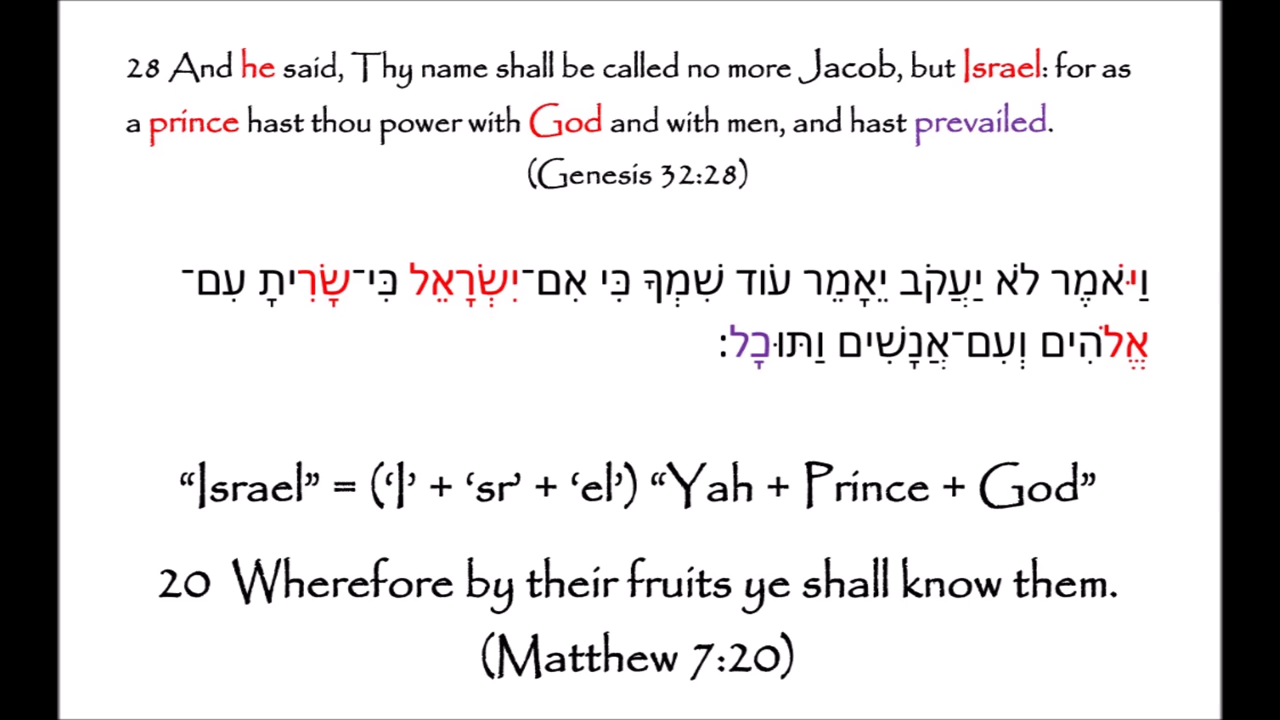 28 And he said, Thy name shall be called no more Jacob, but Israel: for as
a prince hast thou power with God and with men, and hast prevailed.
(Genesis 32:28)
וַיֹּאמֶר לֹא יַעֲקֹב יֵאָמֵר עוֹד שִׁמְךָ כִּי אִם־יִשְׂרָאֵל כִּי־שָׂרִיתָ עִם־
אֱלֹהִים וְעִם־אֲנָשִׁים וַתּוּכָל׃
“Israel” = (‘I’ + ‘sr’ + ‘el’) “Yah + Prince + God”
20 Wherefore by their fruits ye shall know them.
(Matthew 7:20)